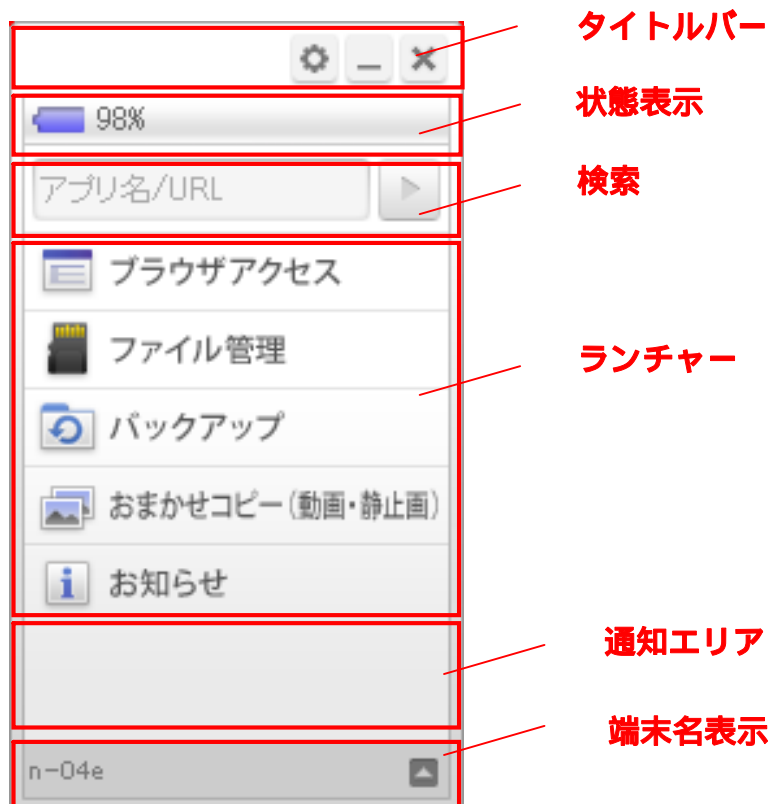 タイトルバー
98%
状態表示
アプリ名/URL
検索
ブラウザアクセス
ファイル管理
ランチャー
バックアップ
おまかせコピー(動画・静止画)
お知らせ
通知エリア
端末名表示
n-04e